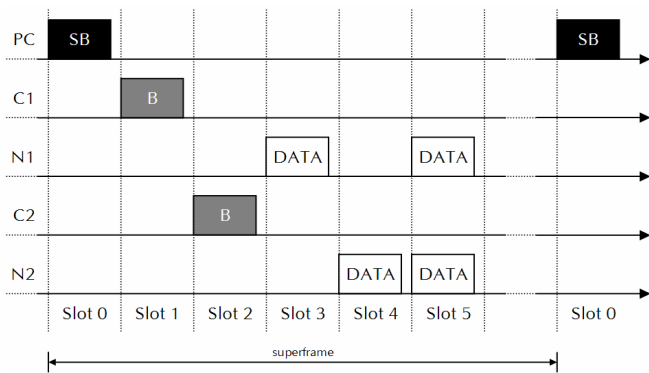 PC SB SB
C1 B
N1 DATA DATA
C2 B
N2 DATA DATA
Slot 0 Slot 1 Slot 2 Slot 3 Slot 4 Slot 5 Slot 0
superframe